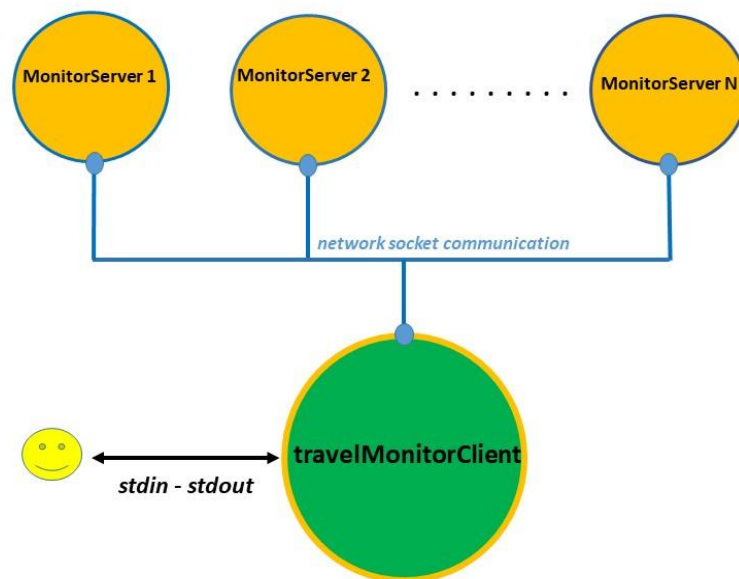 MonitorServer 1
MonitorServer 2
. . . . . . . . .
MonitorServer N
network socket communication
travelMonitorClient
stdin - stdout